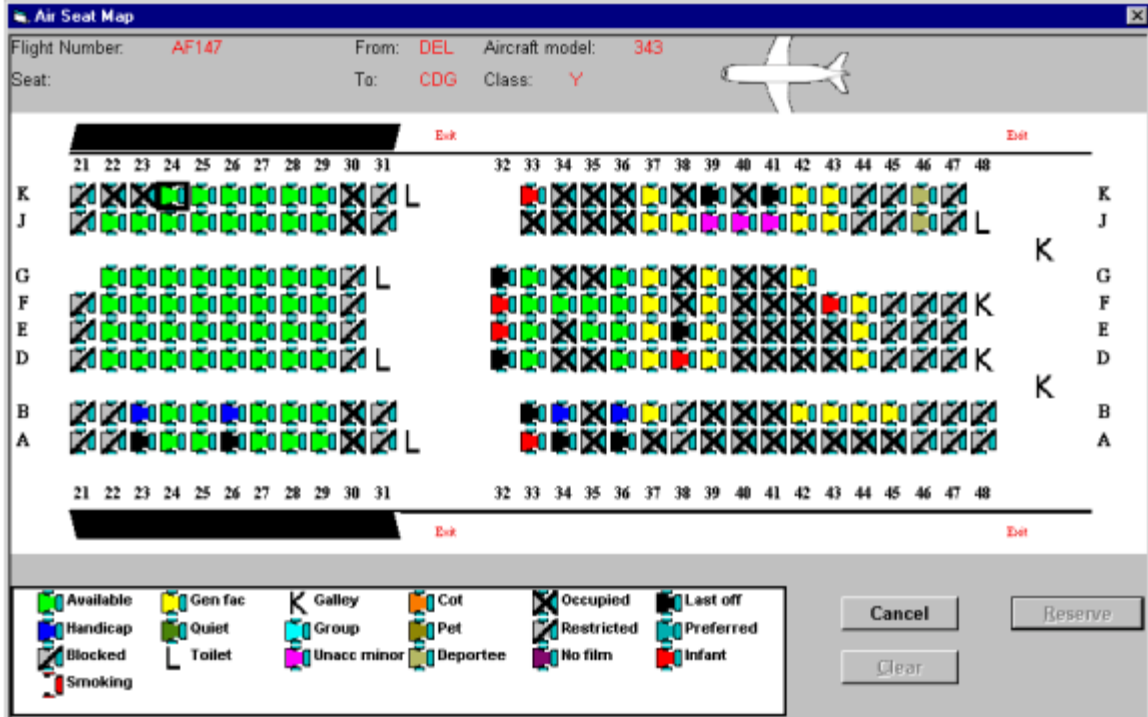 Air Seat Map
Flight Number: AF147 From: DEL Aircraft model: 343
Seat: To: CDG Class: Y
Exit Exit
21 22 23 24 25 26 27 28 29 30 31 32 33 34 35 36 37 38 39 40 41 42 43 44 45 46 47 48
K L K
J L J
K
G L G
F K F
E E
D L K D
K
B B
A L A
21 22 23 24 25 26 27 28 29 30 31 32 33 34 35 36 37 38 39 40 41 42 43 44 45 46 47 48
Exit Exit
Available Gen fac K Galley Cot Occupied Last off
Handicap Quiet Group Pet Restricted Preferred
Blocked L Toilet Unacc minor Deportee No film Infant
Smoking
Cancel Reserve
Clear